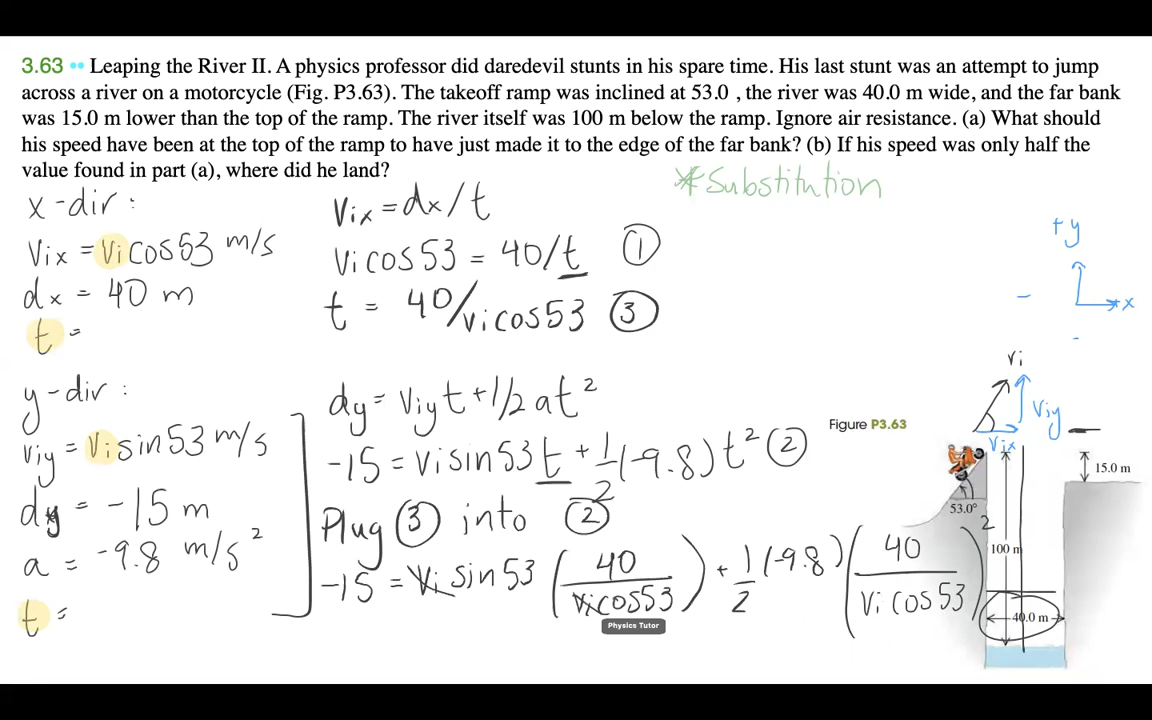 3.63 •• Leaping the River II. A physics professor did daredevil stunts in his spare time. His last stunt was an attempt to jump
across a river on a motorcycle (Fig. P3.63). The takeoff ramp was inclined at 53.0 , the river was 40.0 m wide, and the far bank
was 15.0 m lower than the top of the ramp. The river itself was 100 m below the ramp. Ignore air resistance. (a) What should
his speed have been at the top of the ramp to have just made it to the edge of the far bank? (b) If his speed was only half the
value found in part (a), where did he land?
*Substitution
x-dir :
Vix = Vicos53 m/s
dx = 40 m
t =
Vix = dx/t
Vicos53 = 40/t ①
t = 40/vicos53 ③
y-dir :
Viy = Visin53 m/s
dy = -15 m
a = -9.8 m/s²
t =
dy = Viyt + 1/2 at²
-15 = Visin53 t + 1/2 (-9.8) t² ②
Plug ③ into ②
-15 = Vi sin53 (40/Vicos53) + 1/2 (-9.8) (40/Vi cos53)²
Physics Tutor
+y
x
-
Vi
Viy
Vix
Figure P3.63
15.0 m
53.0°
100 m
40.0 m